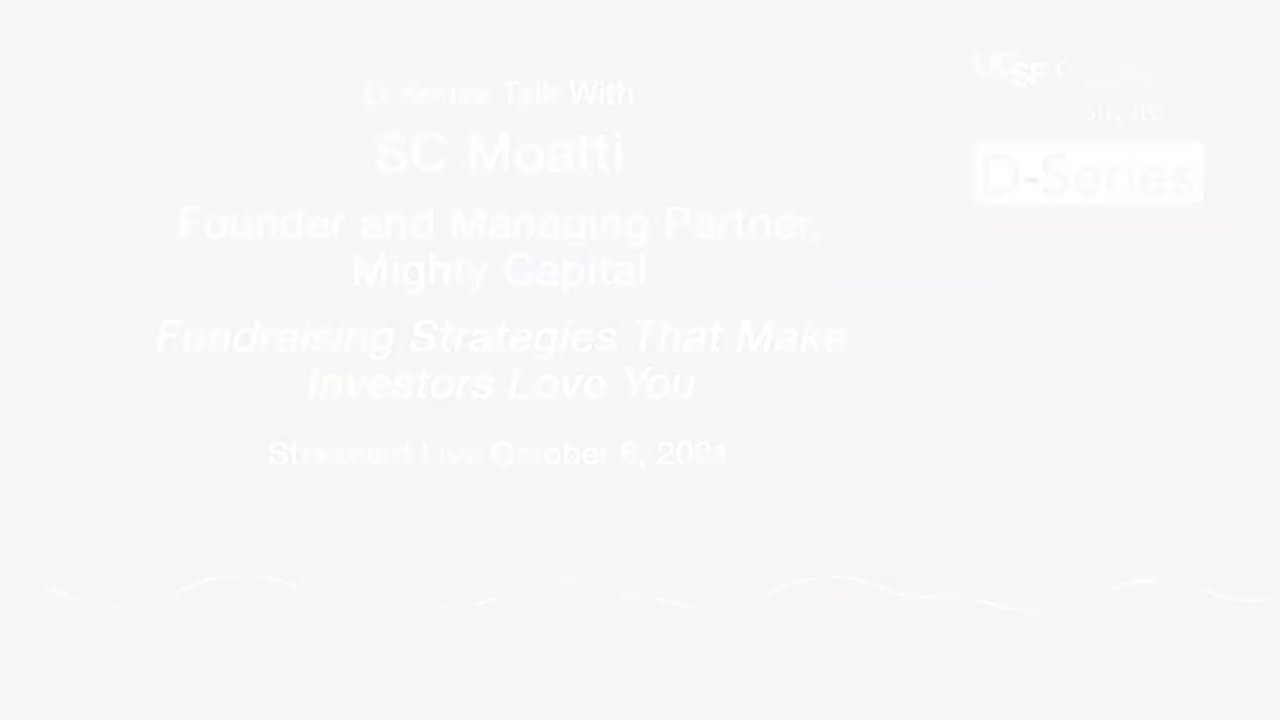 D-Series Talk With
SC Moatti
Founder and Managing Partner,
Mighty Capital
Fundraising Strategies That Make
Investors Love You
Streamed Live October 6, 2021
UCSF
D-Series